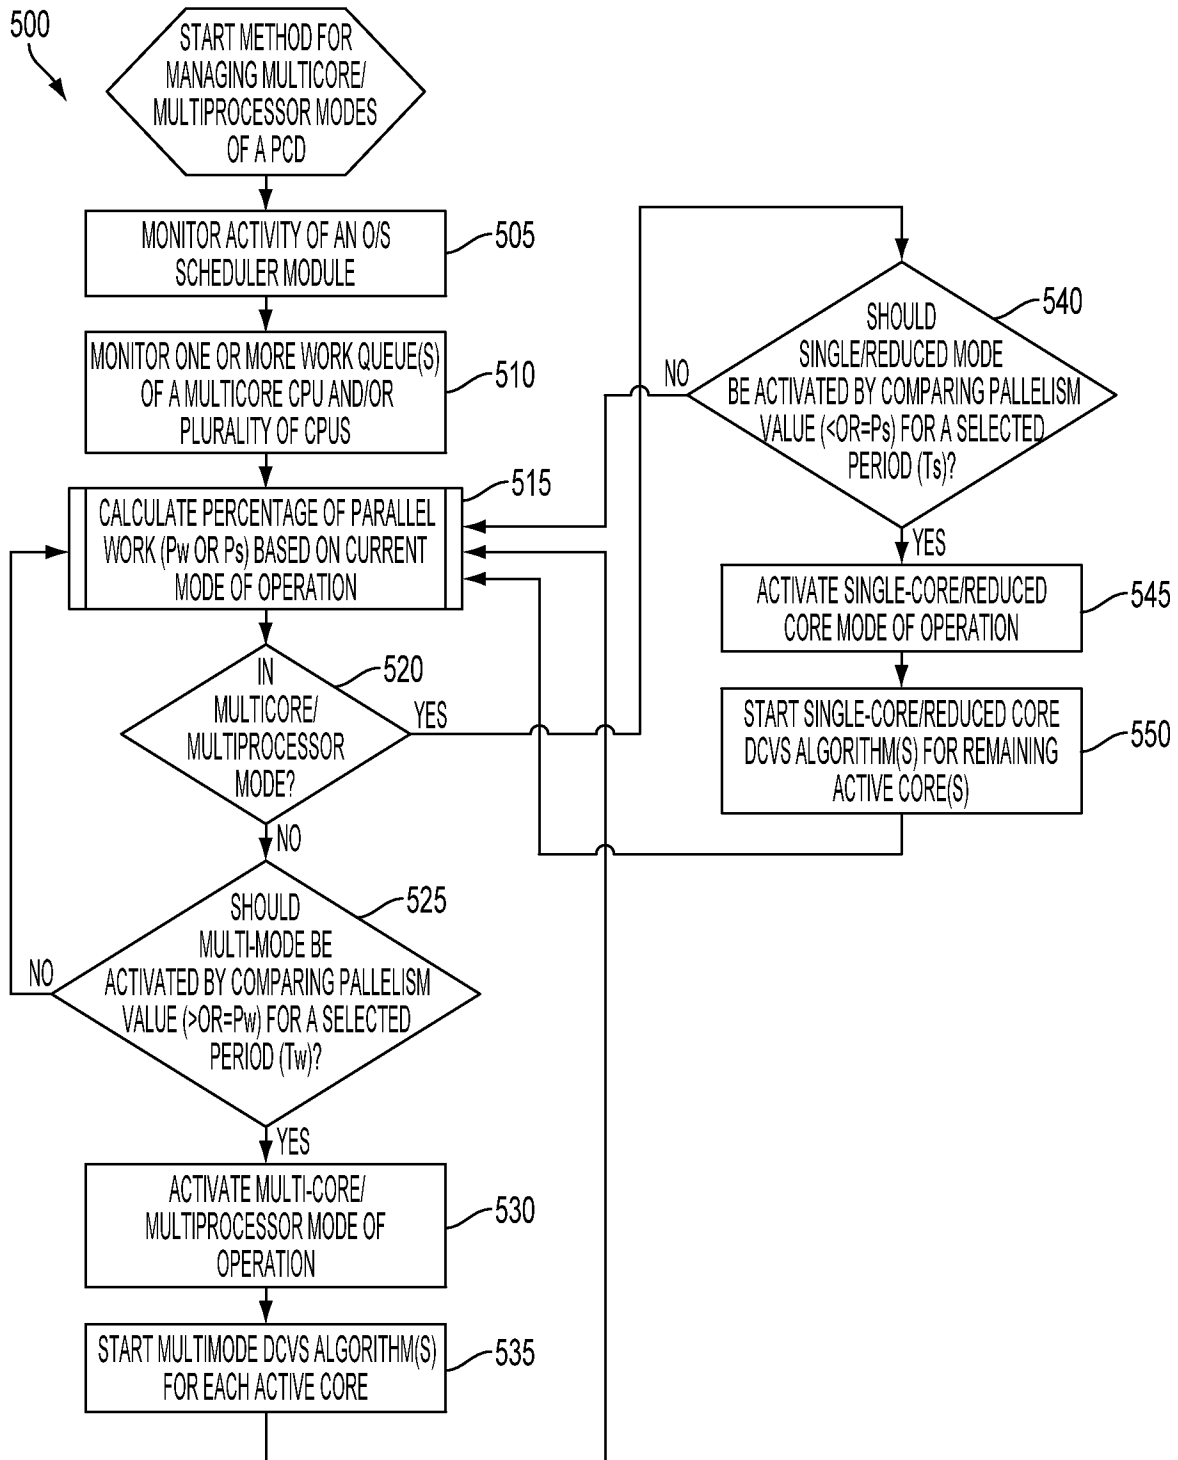 500
START METHOD FOR
MANAGING MULTICORE/
MULTIPROCESSOR MODES
OF A PCD
MONITOR ACTIVITY OF AN O/S
SCHEDULER MODULE
505
MONITOR ONE OR MORE WORK QUEUE(S)
OF A MULTICORE CPU AND/OR
PLURALITY OF CPUS
510
CALCULATE PERCENTAGE OF PARALLEL
WORK (Pw OR Ps) BASED ON CURRENT
MODE OF OPERATION
515
IN
MULTICORE/
MULTIPROCESSOR
MODE?
520
YES
NO
SHOULD
MULTI-MODE BE
ACTIVATED BY COMPARING PALLELISM
VALUE (>OR=Pw) FOR A SELECTED
PERIOD (Tw)?
525
NO
YES
ACTIVATE MULTI-CORE/
MULTIPROCESSOR MODE OF
OPERATION
530
START MULTIMODE DCVS ALGORITHM(S)
FOR EACH ACTIVE CORE
535
SHOULD
SINGLE/REDUCED MODE
BE ACTIVATED BY COMPARING PALLELISM
VALUE (<OR=Ps) FOR A SELECTED
PERIOD (Ts)?
540
NO
YES
ACTIVATE SINGLE-CORE/REDUCED
CORE MODE OF OPERATION
545
START SINGLE-CORE/REDUCED CORE
DCVS ALGORITHM(S) FOR REMAINING
ACTIVE CORE(S)
550